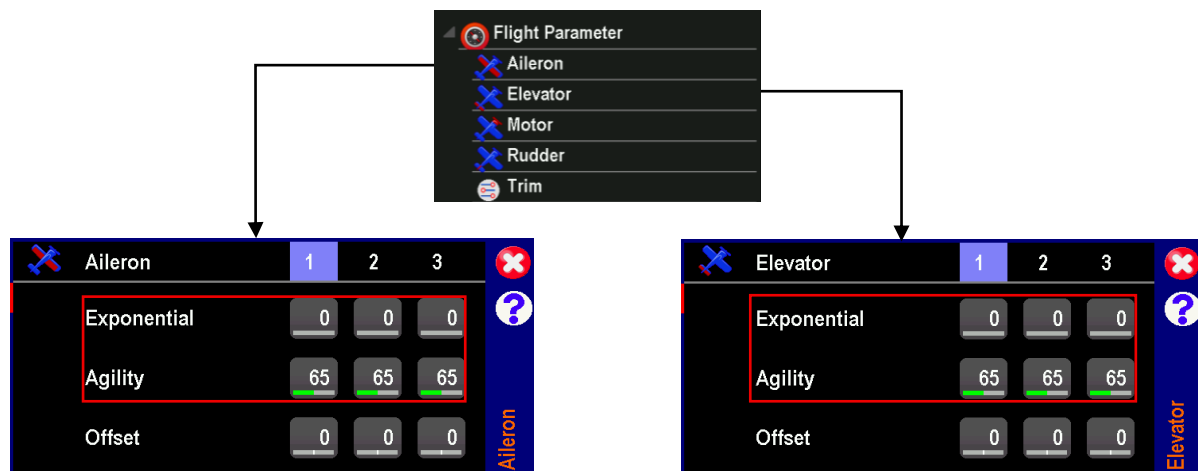 Flight Parameter
Aileron
Elevator
Motor
Rudder
Trim
Aileron 1 2 3
?
Exponential 0 0 0
Agility 65 65 65
Offset 0 0 0
Aileron
Elevator 1 2 3
?
Exponential 0 0 0
Agility 65 65 65
Offset 0 0 0
Elevator